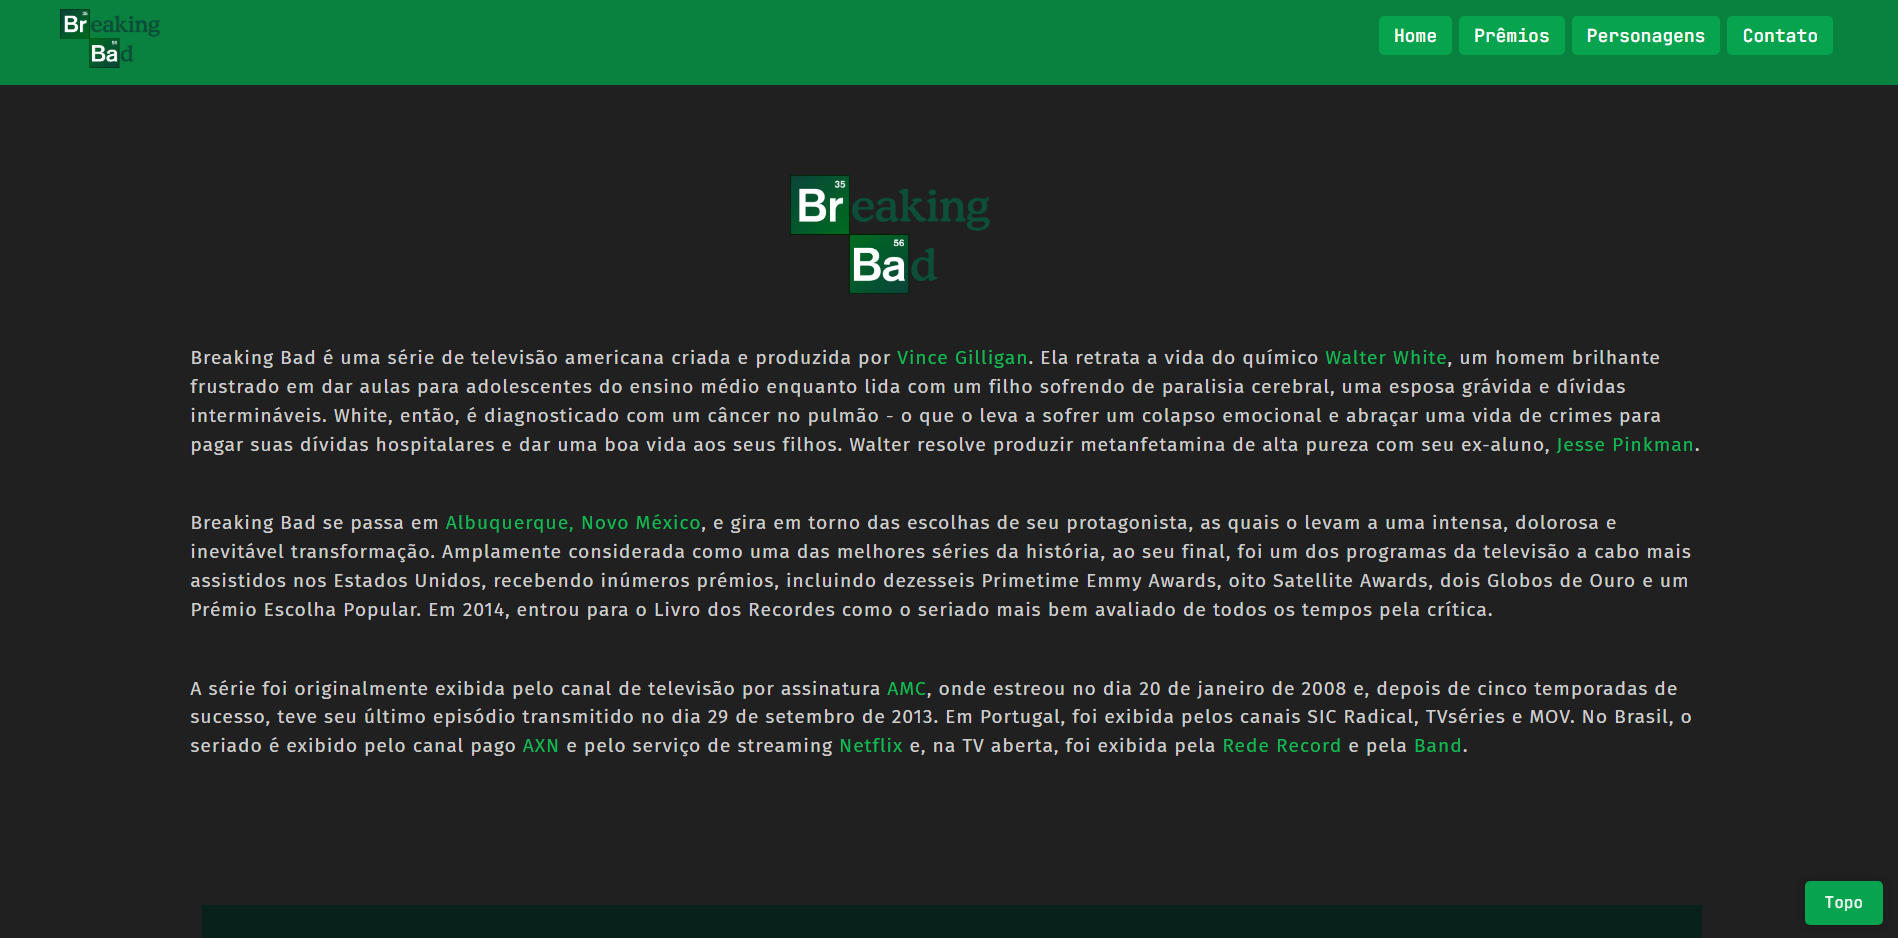 Breaking
35
Bad
56
Home Prêmios Personagens Contato
35
Breaking
56
Bad
Breaking Bad é uma série de televisão americana criada e produzida por Vince Gilligan. Ela retrata a vida do químico Walter White, um homem brilhante
frustrado em dar aulas para adolescentes do ensino médio enquanto lida com um filho sofrendo de paralisia cerebral, uma esposa grávida e dívidas
intermináveis. White, então, é diagnosticado com um câncer no pulmão - o que o leva a sofrer um colapso emocional e abraçar uma vida de crimes para
pagar suas dívidas hospitalares e dar uma boa vida aos seus filhos. Walter resolve produzir metanfetamina de alta pureza com seu ex-aluno, Jesse Pinkman.
Breaking Bad se passa em Albuquerque, Novo México, e gira em torno das escolhas de seu protagonista, as quais o levam a uma intensa, dolorosa e
inevitável transformação. Amplamente considerada como uma das melhores séries da história, ao seu final, foi um dos programas da televisão a cabo mais
assistidos nos Estados Unidos, recebendo inúmeros prémios, incluindo dezesseis Primetime Emmy Awards, oito Satellite Awards, dois Globos de Ouro e um
Prémio Escolha Popular. Em 2014, entrou para o Livro dos Recordes como o seriado mais bem avaliado de todos os tempos pela crítica.
A série foi originalmente exibida pelo canal de televisão por assinatura AMC, onde estreou no dia 20 de janeiro de 2008 e, depois de cinco temporadas de
sucesso, teve seu último episódio transmitido no dia 29 de setembro de 2013. Em Portugal, foi exibida pelos canais SIC Radical, TVséries e MOV. No Brasil, o
seriado é exibido pelo canal pago AXN e pelo serviço de streaming Netflix e, na TV aberta, foi exibida pela Rede Record e pela Band.
Topo